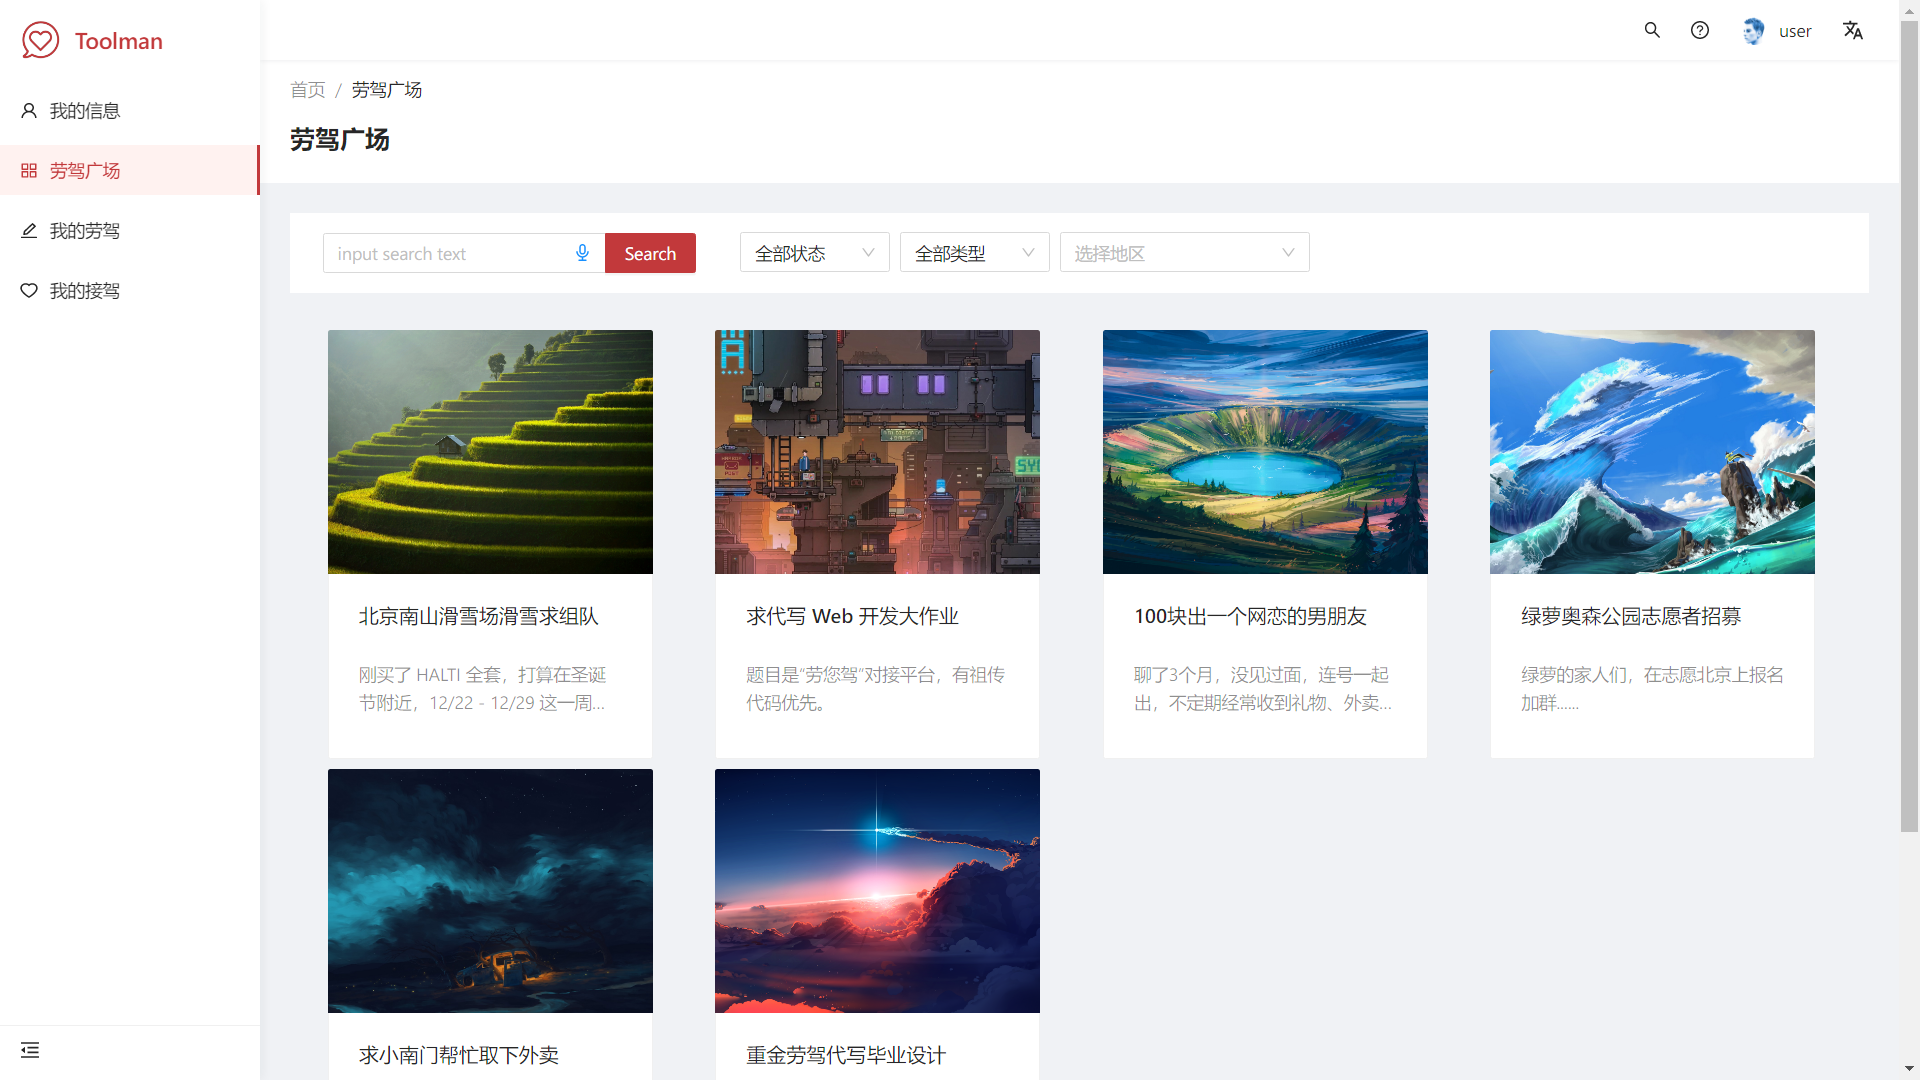 Toolman
user
我的信息
劳驾广场
我的劳驾
我的接驾
首页 / 劳驾广场
劳驾广场
input search text
Search
全部状态
全部类型
选择地区
北京南山滑雪场滑雪求组队
刚买了 HALTI 全套，打算在圣诞
节附近，12/22 - 12/29 这一周...
求代写 Web 开发大作业
题目是“劳您驾”对接平台，有祖传
代码优先。
100块出一个网恋的男朋友
聊了3个月，没见过面，连号一起
出，不定期经常收到礼物、外卖...
绿萝奥森公园志愿者招募
绿萝的家人们，在志愿北京上报名
加群......
求小南门帮忙取下外卖
重金劳驾代写毕业设计